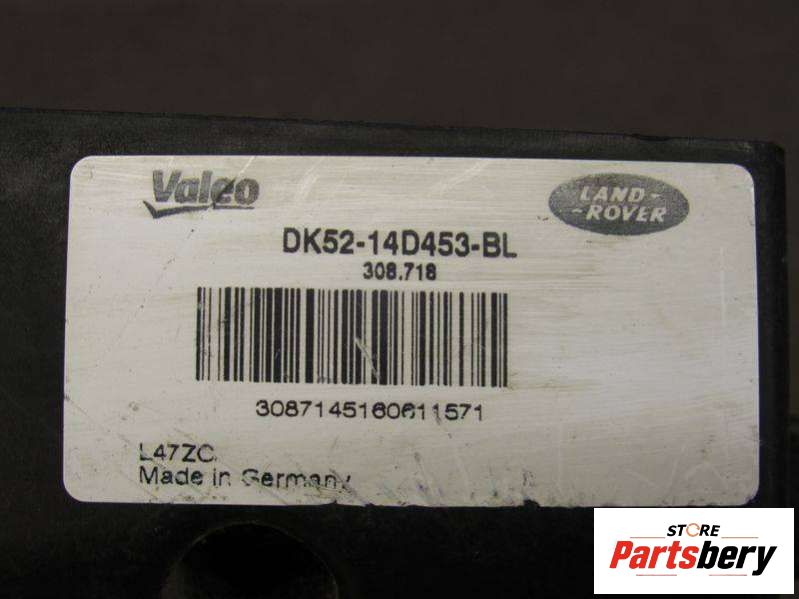 Valeo
LAND-
-ROVER
DK52-14D453-BL
308.718
3087145160611571
L47ZC
Made in Germany
STORE
Partsbery